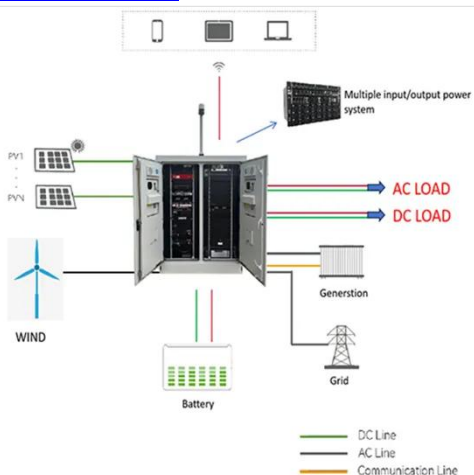 Multiple input/output power
system
PV1
PVN
AC LOAD
DC LOAD
WIND
Generstion
Grid
Battery
DC Line
AC Line
Communication Line